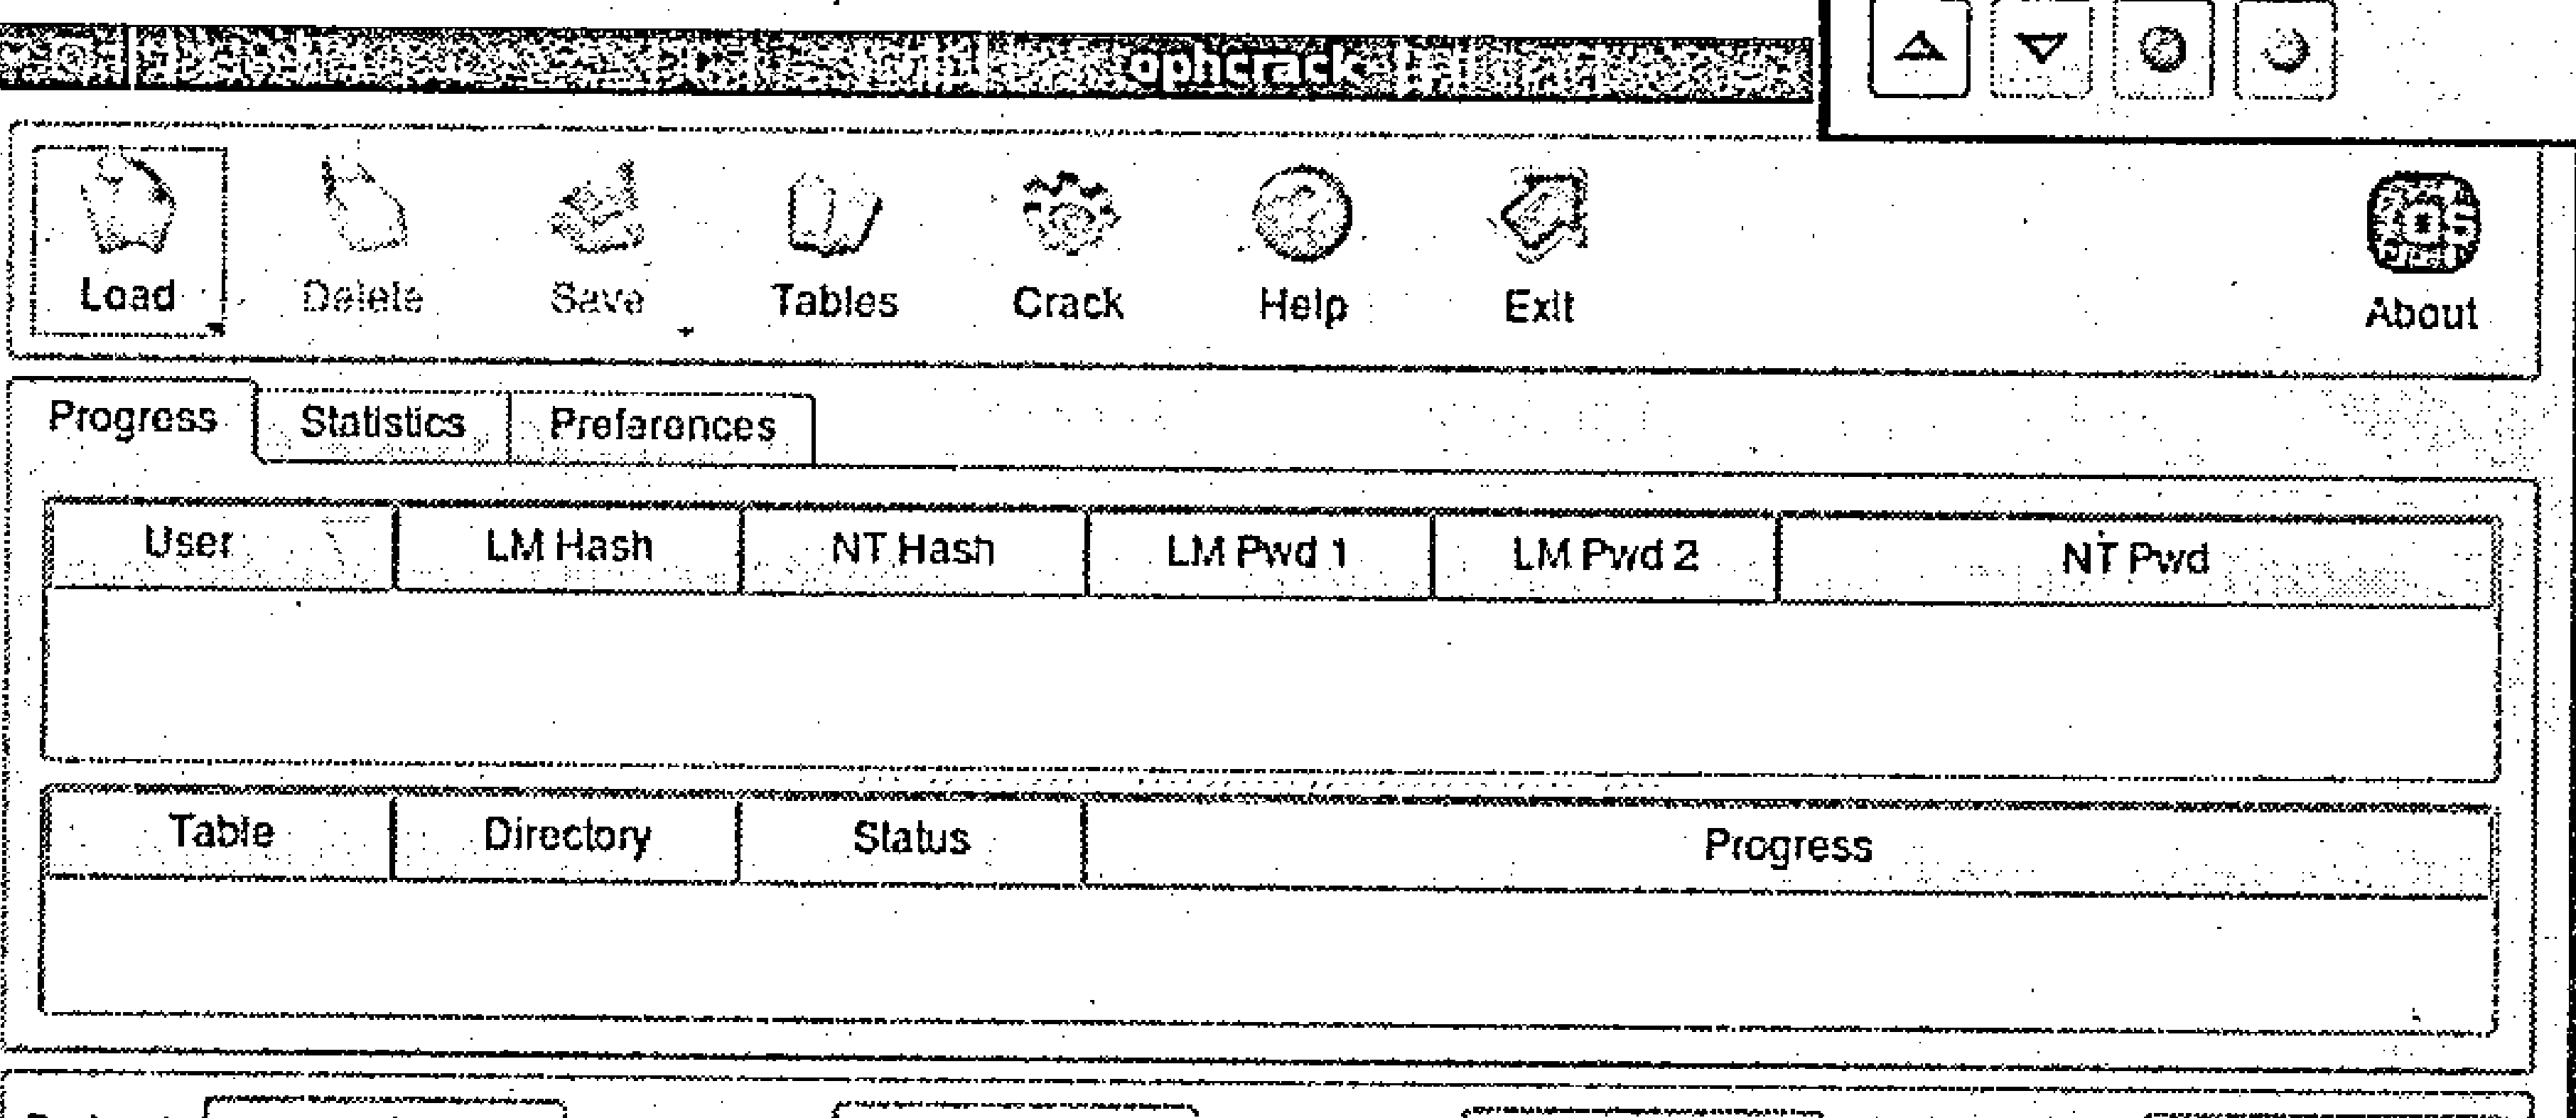 ophcrack
Load Delete Save Tables Crack Help Exit About
Progress Statistics Preferences
User LM Hash NT Hash LM Pwd 1 LM Pwd 2 NT Pwd
Table Directory Status Progress